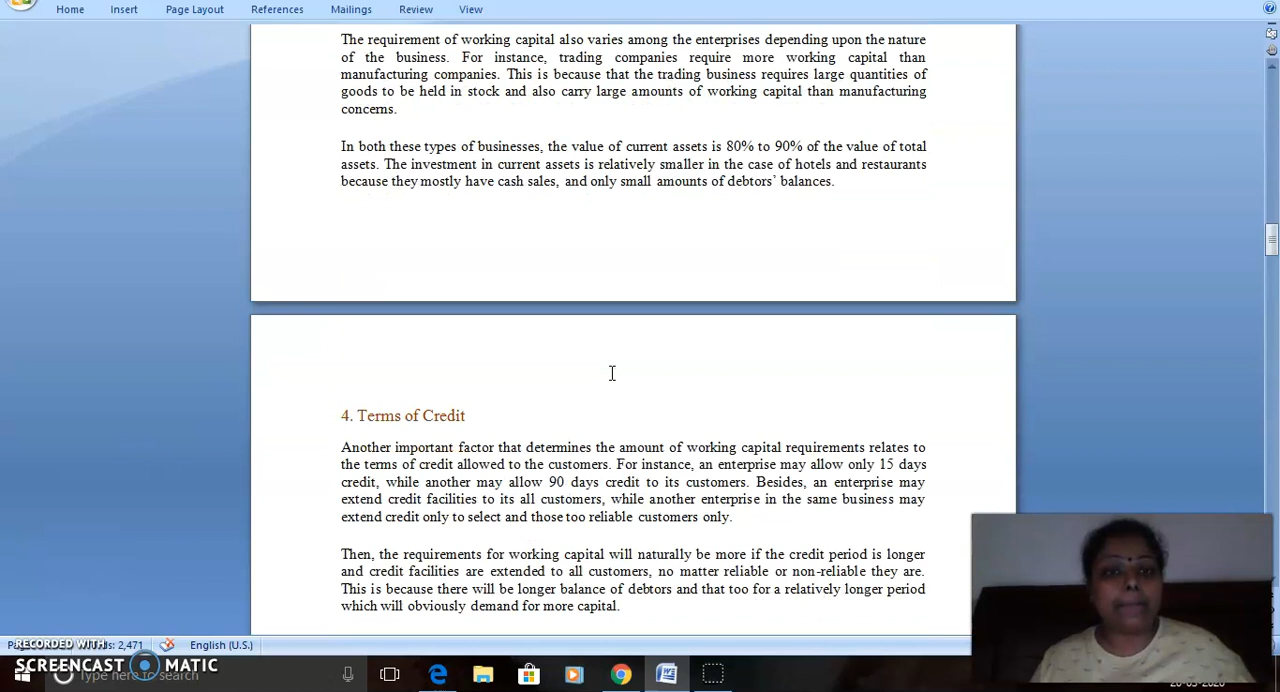 Home Insert Page Layout References Mailings Review View
The requirement of working capital also varies among the enterprises depending upon the nature
of the business. For instance, trading companies require more working capital than
manufacturing companies. This is because that the trading business requires large quantities of
goods to be held in stock and also carry large amounts of working capital than manufacturing
concerns.
In both these types of businesses, the value of current assets is 80% to 90% of the value of total
assets. The investment in current assets is relatively smaller in the case of hotels and restaurants
because they mostly have cash sales, and only small amounts of debtors’ balances.
4. Terms of Credit
Another important factor that determines the amount of working capital requirements relates to
the terms of credit allowed to the customers. For instance, an enterprise may allow only 15 days
credit, while another may allow 90 days credit to its customers. Besides, an enterprise may
extend credit facilities to its all customers, while another enterprise in the same business may
extend credit only to select and those too reliable customers only.
Then, the requirements for working capital will naturally be more if the credit period is longer
and credit facilities are extended to all customers, no matter reliable or non-reliable they are.
This is because there will be longer balance of debtors and that too for a relatively longer period
which will obviously demand for more capital.
RECORDED WITH 2,471 English (U.S.)
SCREENCAST MATIC
Type here to search